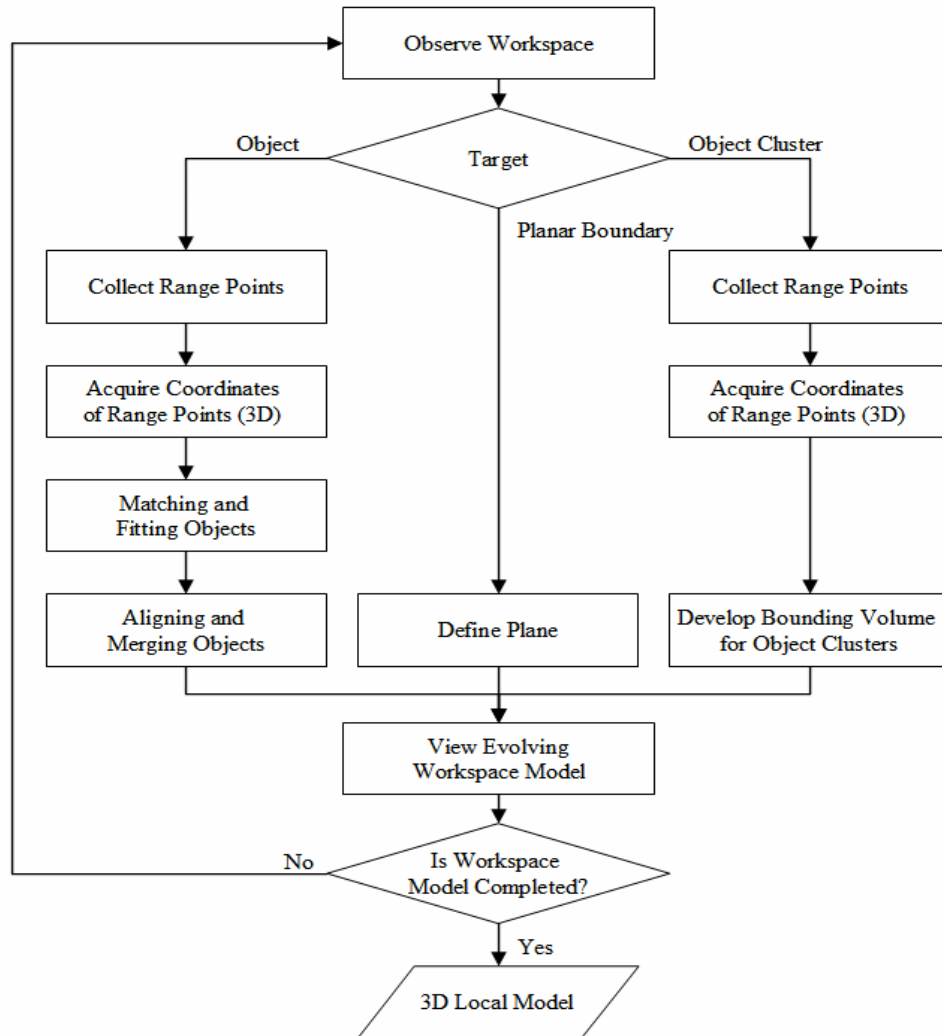 Observe Workspace
Object
Target
Object Cluster
Planar Boundary
Collect Range Points
Collect Range Points
Acquire Coordinates
of Range Points (3D)
Acquire Coordinates
of Range Points (3D)
Matching and
Fitting Objects
Aligning and
Merging Objects
Define Plane
Develop Bounding Volume
for Object Clusters
View Evolving
Workspace Model
No
Is Workspace
Model Completed?
Yes
3D Local Model